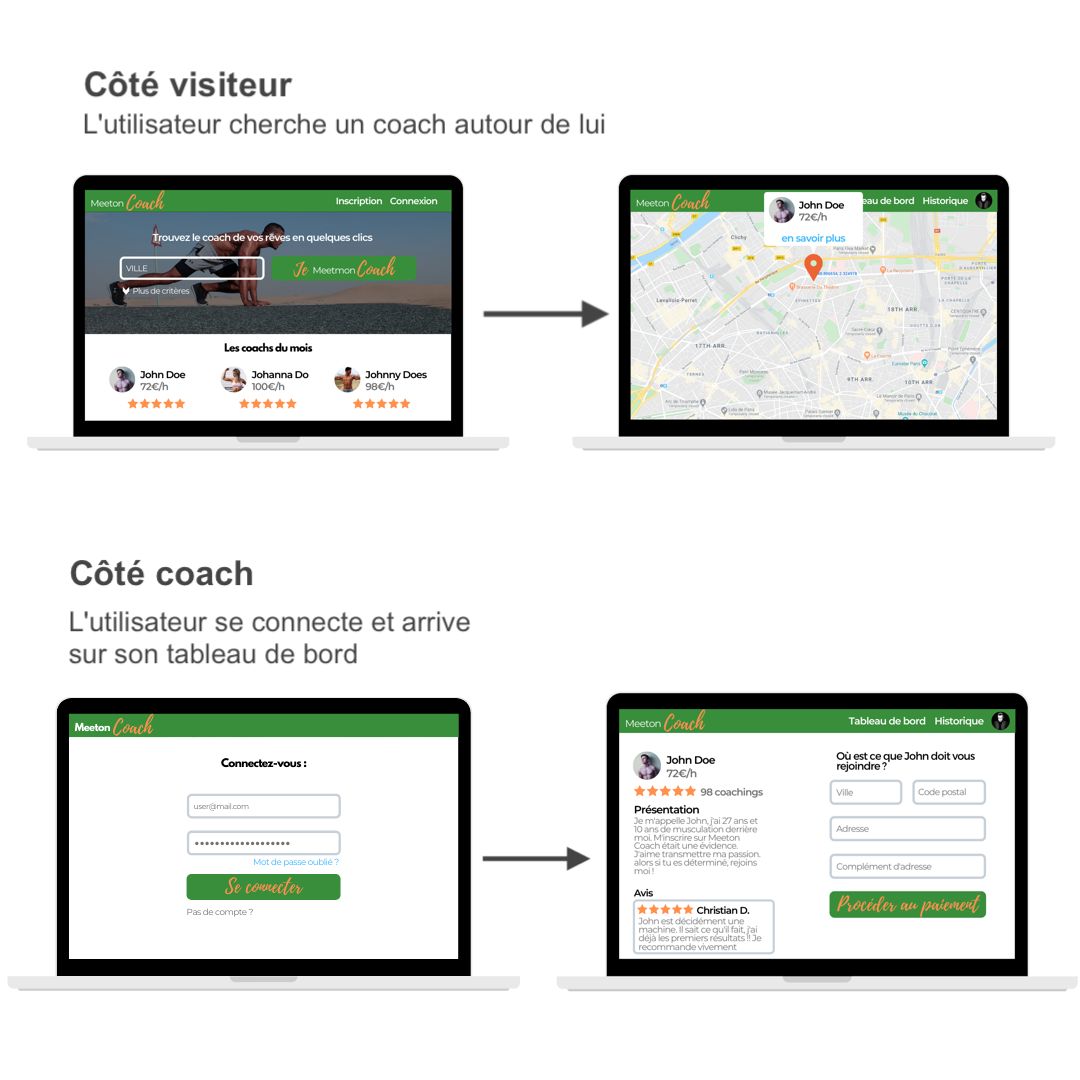 Côté visiteur
L'utilisateur cherche un coach autour de lui
Meeton Coach
Inscription Connexion
Trouvez le coach de vos rêves en quelques clics
VILLE
Je Meetmon Coach
Plus de critères
Les coachs du mois
John Doe
72€/h
Johanna Do
100€/h
Johnny Does
98€/h
Meeton Coach
John Doe
72€/h
en savoir plus
eau de bord Historique
Clichy
Levallois-Perret
17TH ARR.
18TH ARR.
9TH ARR.
10TH ARR.
Côté coach
L'utilisateur se connecte et arrive
sur son tableau de bord
Meeton Coach
Connectez-vous :
user@mail.com
Mot de passe oublié ?
Se connecter
Pas de compte ?
Meeton Coach
Tableau de bord Historique
John Doe
72€/h
98 coachings
Présentation
Je m'appelle John, j'ai 27 ans et
10 ans de musculation derrière
moi. M'inscrire sur Meeton
Coach était une évidence.
J'aime transmettre ma passion.
alors si tu es déterminé, rejoins
moi !
Avis
Christian D.
John est décidément une
machine. Il sait ce qu'il fait, j'ai
déjà les premiers résultats !! Je
recommande vivement
Où est ce que John doit vous
rejoindre ?
Ville
Code postal
Adresse
Complément d'adresse
Procéder au paiement